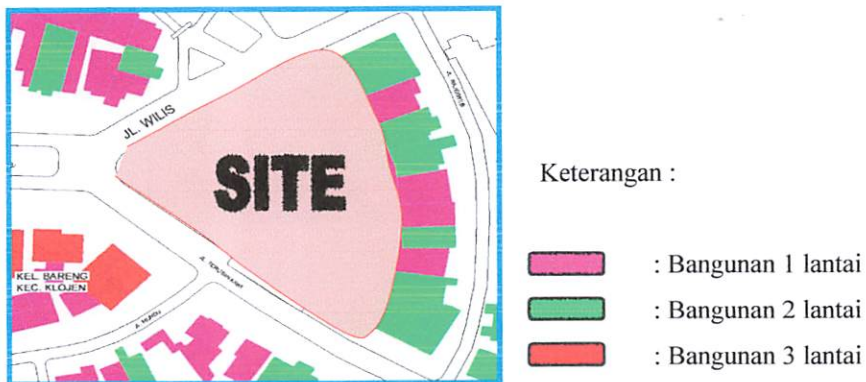 JL. WILIS
SITE
KEL. BARENG
KEC. KLOJEN
Keterangan :
: Bangunan 1 lantai
: Bangunan 2 lantai
: Bangunan 3 lantai